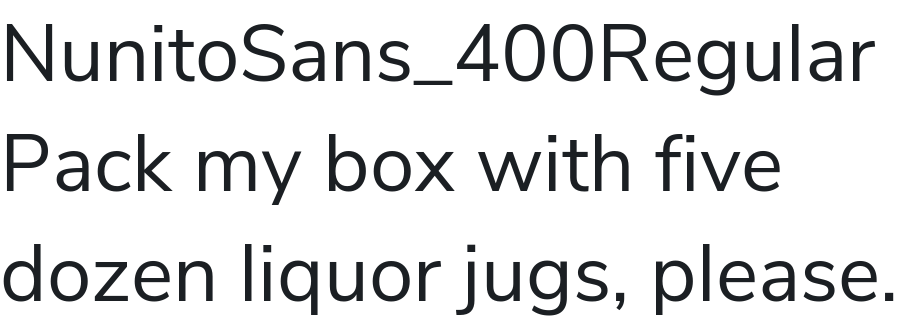 NunitoSans_400Regular
Pack my box with five
dozen liquor jugs, please.